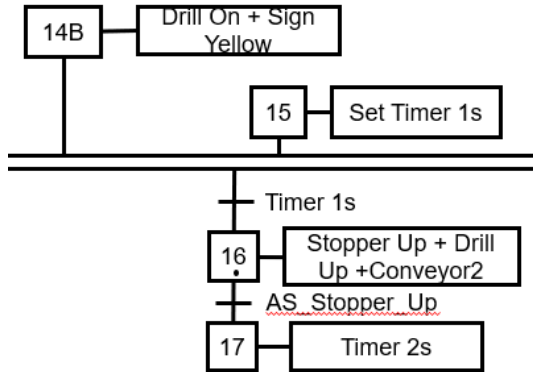 14B
Drill On + Sign
Yellow
15
Set Timer 1s
Timer 1s
16
Stopper Up + Drill
Up +Conveyor2
AS_Stopper_Up
17
Timer 2s